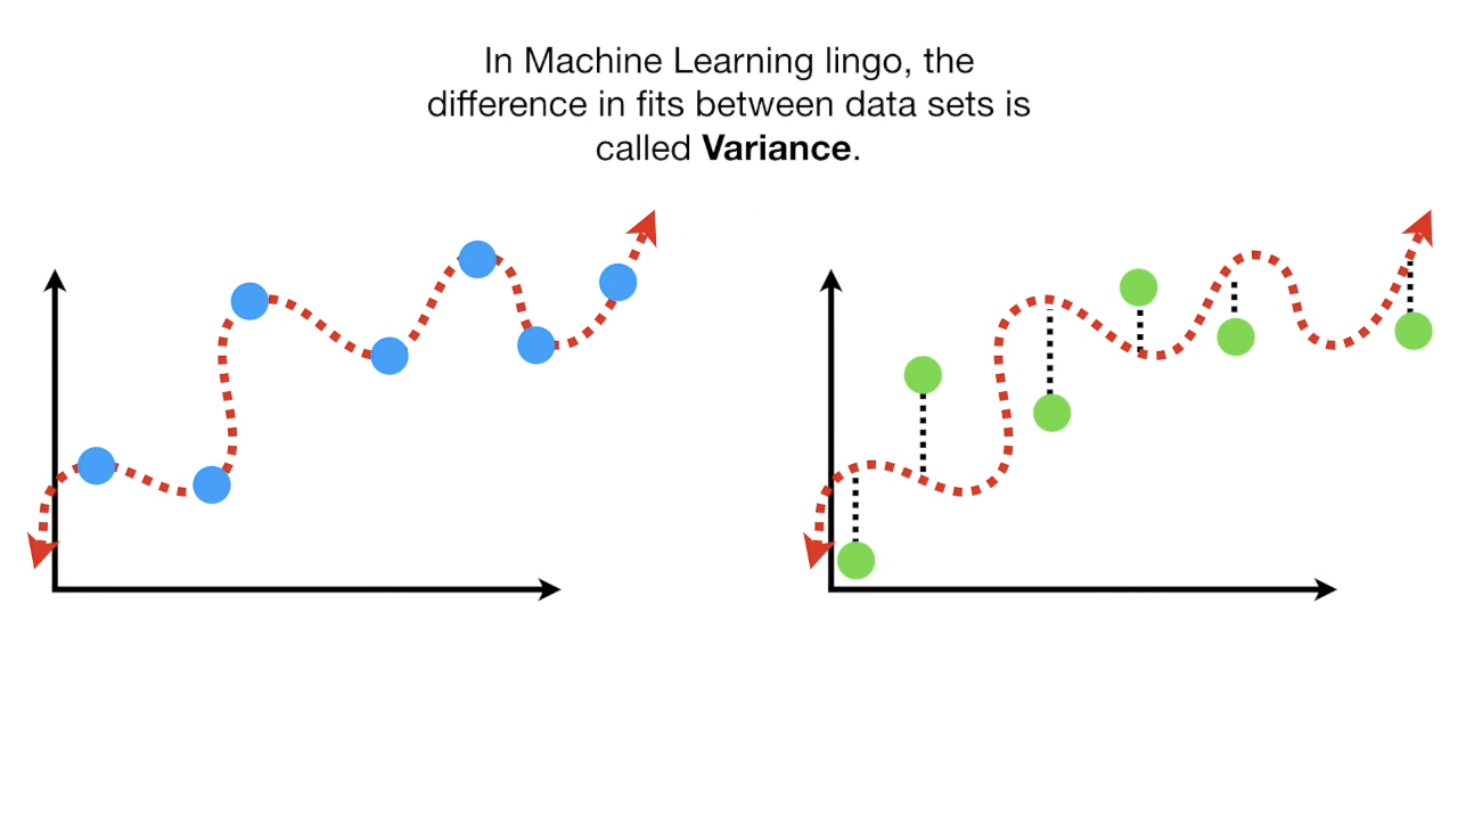 In Machine Learning lingo, the
difference in fits between data sets is
called Variance.